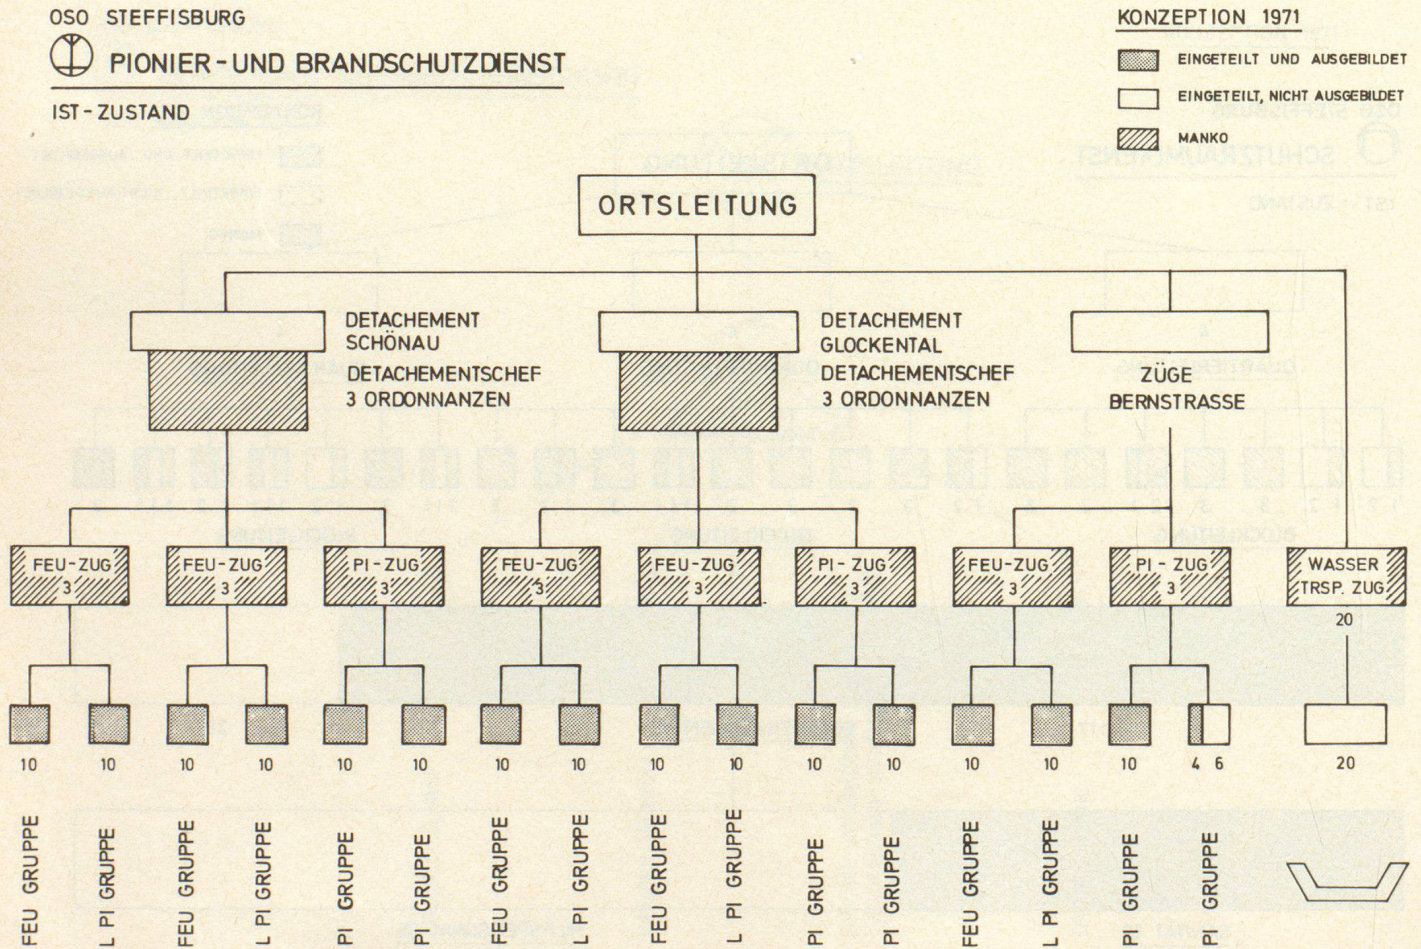 OSO STEFFISBURG
PIONIER-UND BRANDSCHUTZDIENST
IST-ZUSTAND
KONZEPTION 1971
EINGETEILT UND AUSGEBILDET
EINGETEILT, NICHT AUSGEBILDET
MANKO
ORTSLEITUNG
DETACHEMENT
SCHÖNAU
DETACHEMENTSCHEF
3 ORDONNANZEN
DETACHEMENT
GLOCKENTAL
DETACHEMENTSCHEF
3 ORDONNANZEN
ZÜGE
BERNSTRASSE
FEU-ZUG
3
FEU-ZUG
3
PI-ZUG
3
FEU-ZUG
3
FEU-ZUG
3
PI-ZUG
3
FEU-ZUG
3
PI-ZUG
3
WASSER
TRSP. ZUG
20
10 10 10 10 10 10 10 10 10 10 10 10 10 10 10 4 6 20
FEU GRUPPE
L PI GRUPPE
FEU GRUPPE
L PI GRUPPE
PI GRUPPE
PI GRUPPE
FEU GRUPPE
L PI GRUPPE
FEU GRUPPE
L PI GRUPPE
PI GRUPPE
PI GRUPPE
FEU GRUPPE
L PI GRUPPE
PI GRUPPE
PI GRUPPE